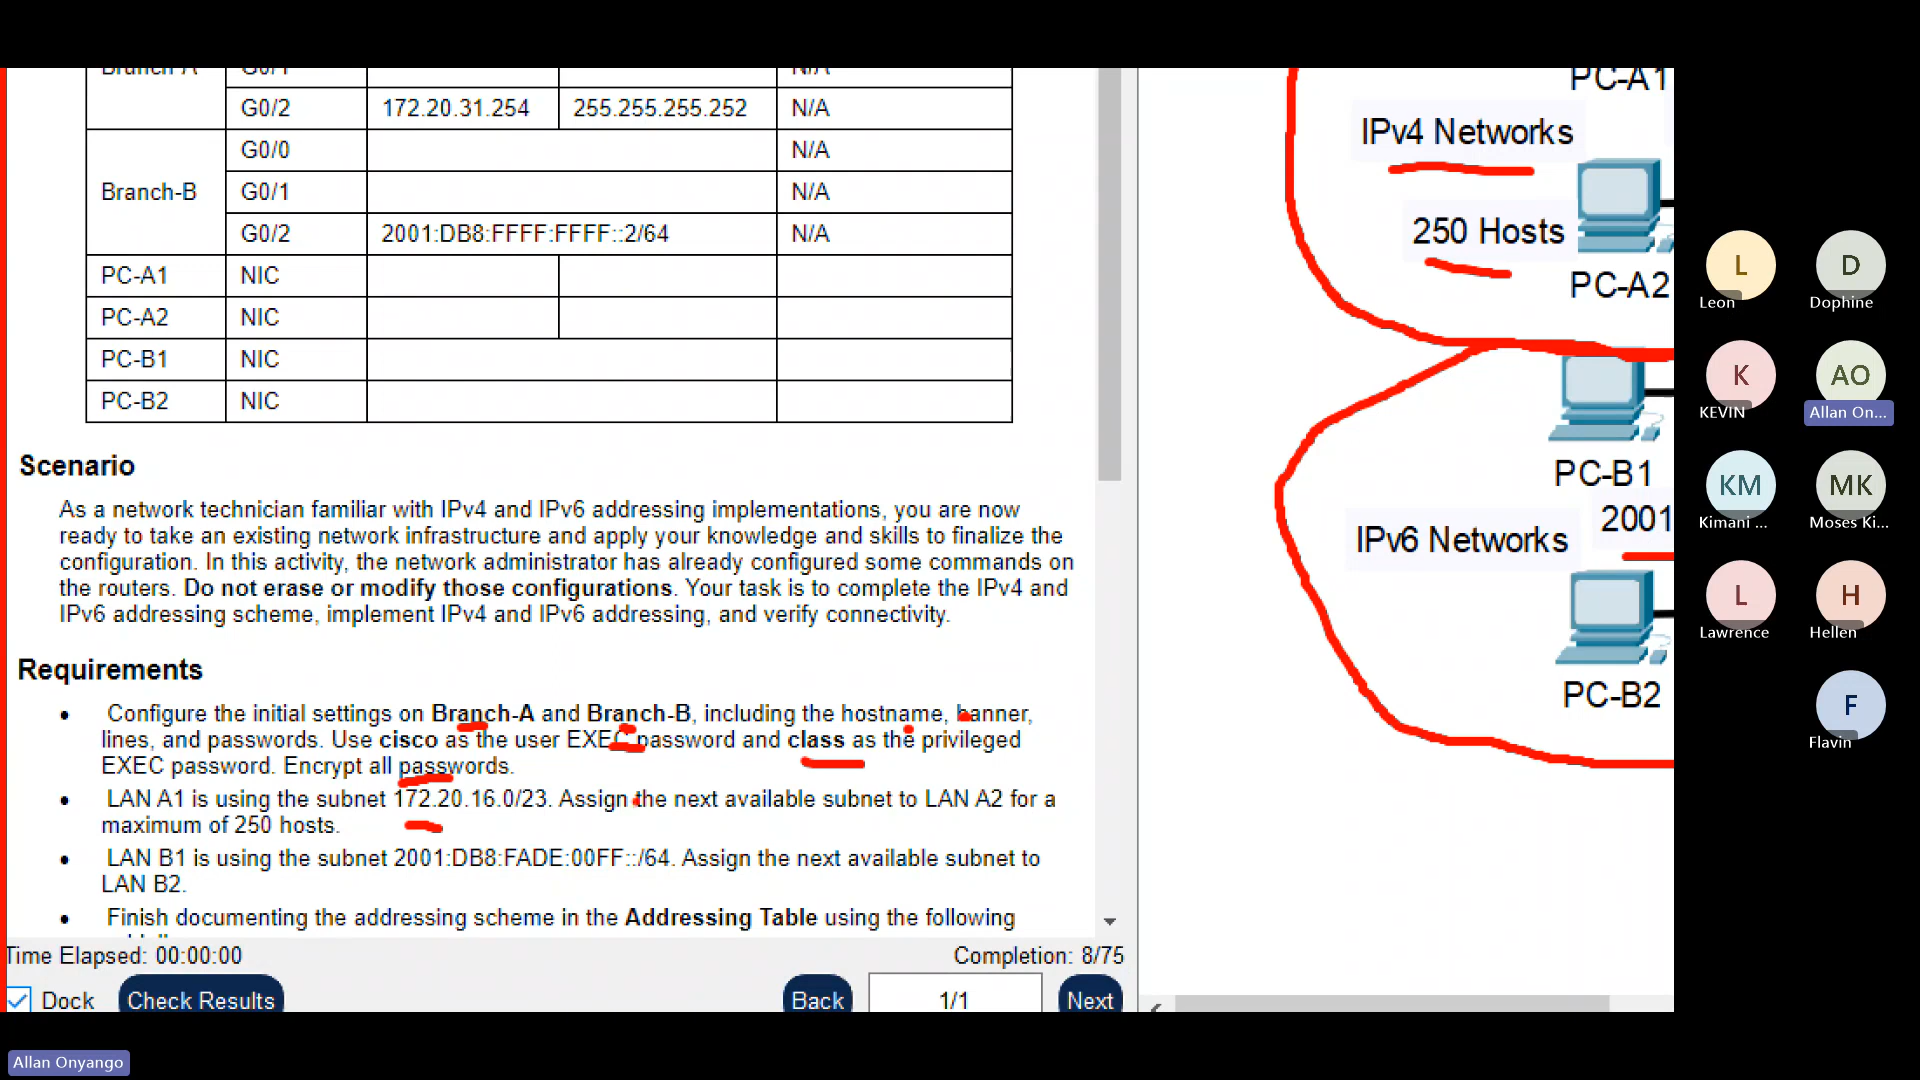 Branch-A G0/1 N/A
G0/2 172.20.31.254 255.255.255.252 N/A
Branch-B
G0/0 N/A
G0/1 N/A
G0/2 2001:DB8:FFFF:FFFF::2/64 N/A
PC-A1 NIC
PC-A2 NIC
PC-B1 NIC
PC-B2 NIC
Scenario
As a network technician familiar with IPv4 and IPv6 addressing implementations, you are now
ready to take an existing network infrastructure and apply your knowledge and skills to finalize the
configuration. In this activity, the network administrator has already configured some commands on
the routers. Do not erase or modify those configurations. Your task is to complete the IPv4 and
IPv6 addressing scheme, implement IPv4 and IPv6 addressing, and verify connectivity.
Requirements
• Configure the initial settings on Branch-A and Branch-B, including the hostname, banner,
lines, and passwords. Use cisco as the user EXEC password and class as the privileged
EXEC password. Encrypt all passwords.
• LAN A1 is using the subnet 172.20.16.0/23. Assign the next available subnet to LAN A2 for a
maximum of 250 hosts.
• LAN B1 is using the subnet 2001:DB8:FADE:00FF::/64. Assign the next available subnet to
LAN B2.
• Finish documenting the addressing scheme in the Addressing Table using the following
Time Elapsed: 00:00:00
Completion: 8/75
Dock
Check Results
Back
1/1
Next
PC-A1
IPv4 Networks
250 Hosts
PC-A2
PC-B1
2001
IPv6 Networks
PC-B2
L
Leon
D
Dophine
K
KEVIN
AO
Allan On...
KM
Kimani ...
MK
Moses Ki...
L
Lawrence
H
Hellen
F
Flavin
Allan Onyango